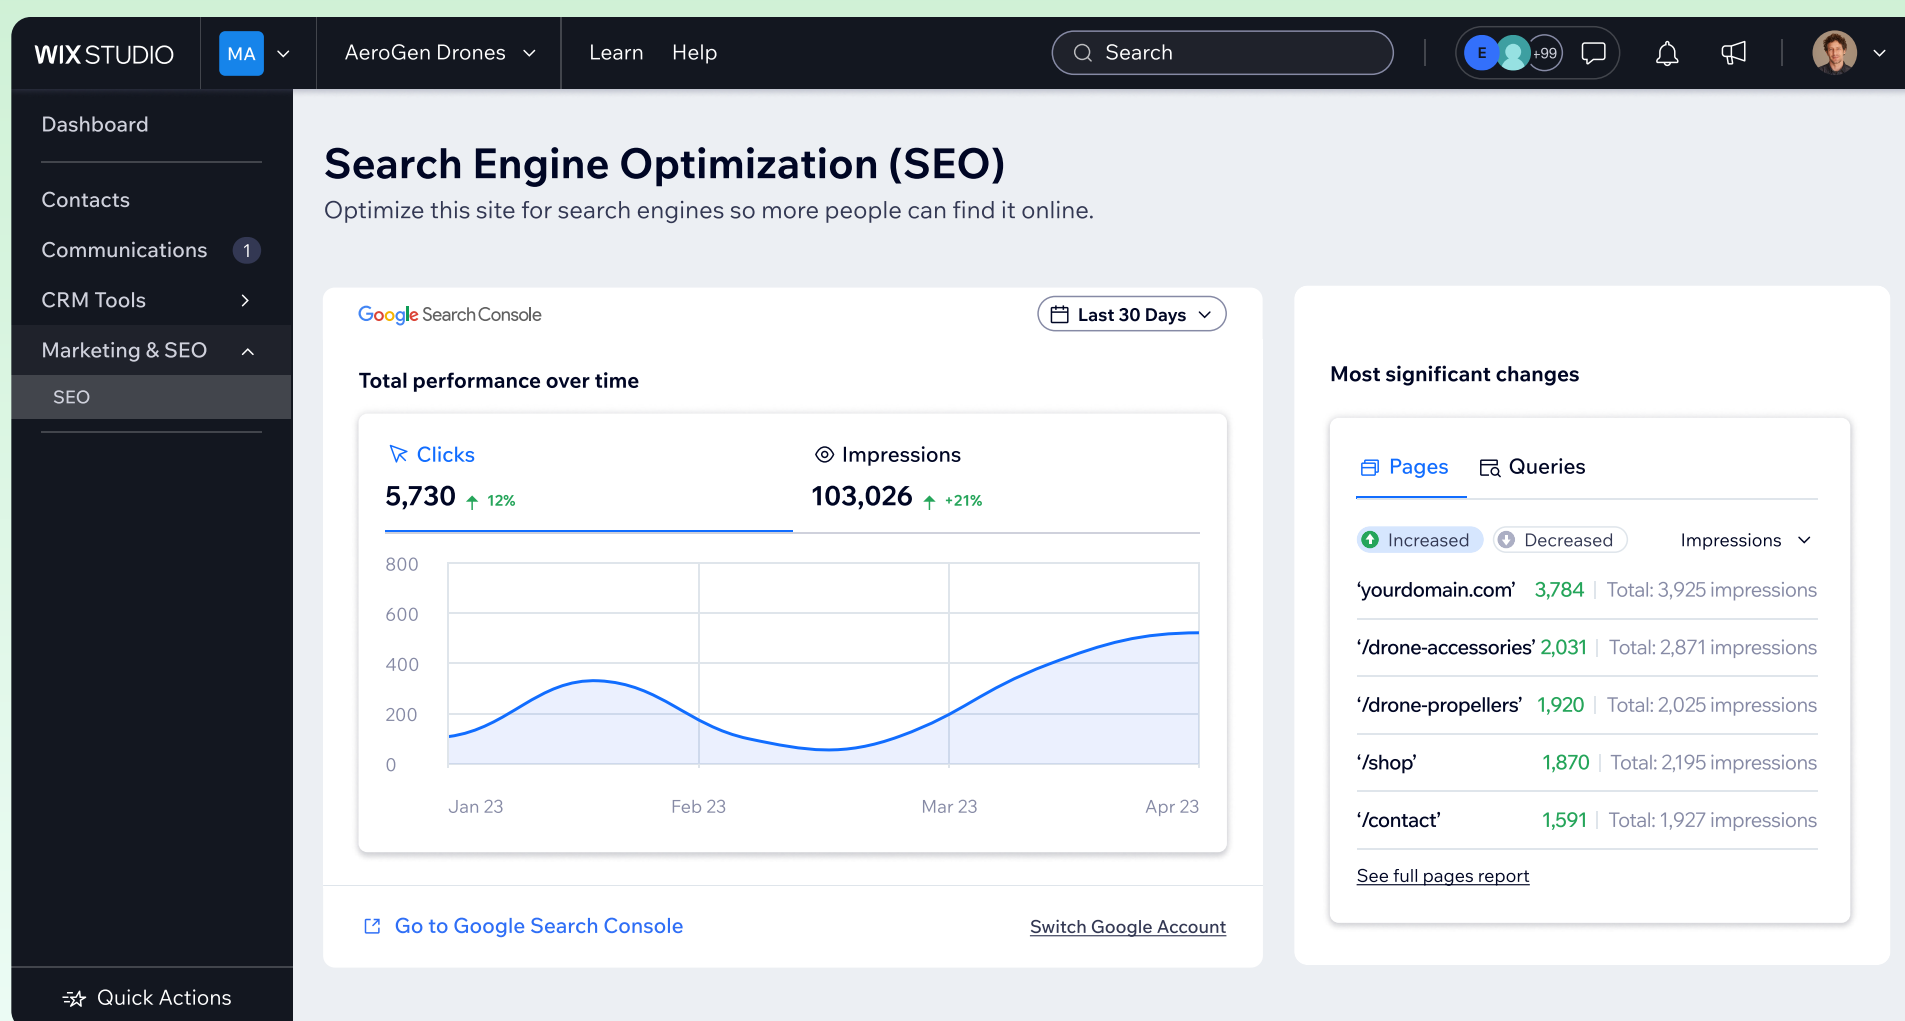 WIX STUDIO
MA
AeroGen Drones
Learn
Help
Search
E
+99
Dashboard
Contacts
Communications 1
CRM Tools
Marketing & SEO
SEO
Quick Actions
Search Engine Optimization (SEO)
Optimize this site for search engines so more people can find it online.
Google Search Console
Last 30 Days
Total performance over time
Clicks
5,730 12%
Impressions
103,026 +21%
800
600
400
200
0
Jan 23 Feb 23 Mar 23 Apr 23
Go to Google Search Console
Switch Google Account
Most significant changes
Pages Queries
Increased Decreased Impressions
‘yourdomain.com’ 3,784 Total: 3,925 impressions
‘/drone-accessories’ 2,031 Total: 2,871 impressions
‘/drone-propellers’ 1,920 Total: 2,025 impressions
‘/shop’ 1,870 Total: 2,195 impressions
‘/contact’ 1,591 Total: 1,927 impressions
See full pages report